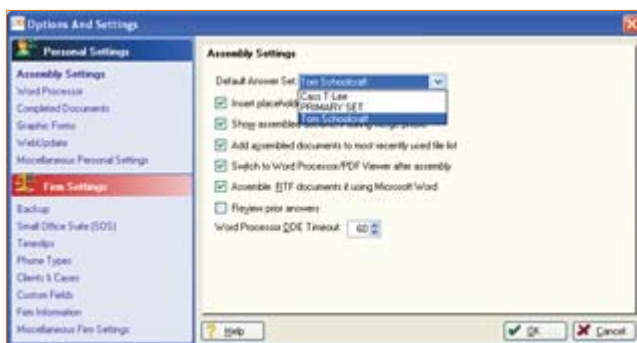 Options And Settings
Personal Settings
Assembly Settings
Word Processor
Completed Documents
Graphic Forms
WebUpdate
Miscellaneous Personal Settings
Firm Settings
Backup
Small Office Suite (SOS)
Timeslips
Phone Types
Clients & Cases
Custom Fields
Firm Information
Miscellaneous Firm Settings
Assembly Settings
Default Answer Set: Tom Schoolcraft
Cass T Lee
PRIMARY SET
Tom Schoolcraft
Insert
Show assembled
Add assembled documents to most recently used file list
Switch to Word Processor/PDF Viewer after assembly
Assemble RTF documents if using Microsoft Word
Review prior answers
Word Processor DDE Timeout: 60
Help
OK
Cancel